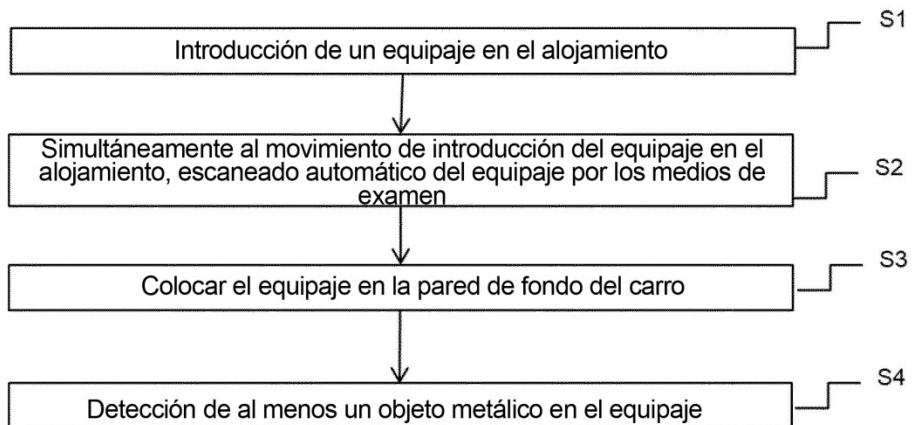 S1
Introducción de un equipaje en el alojamiento
Simultáneamente al movimiento de introducción del equipaje en el
alojamiento, escaneado automático del equipaje por los medios de
examen
S2
S3
Colocar el equipaje en la pared de fondo del carro
S4
Detección de al menos un objeto metálico en el equipaje